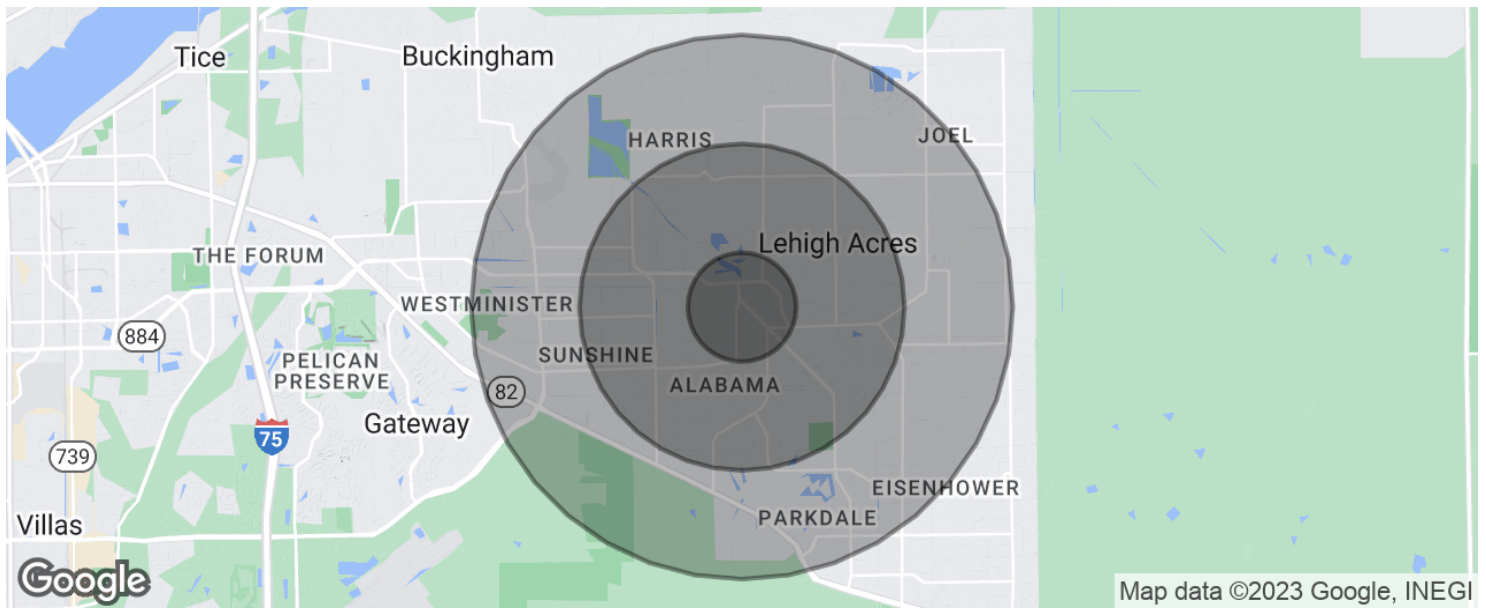 Tice
Buckingham
HARRIS
JOEL
Lehigh Acres
THE FORUM
WESTMINISTER
884
SUNSHINE
PELICAN
PRESERVE
ALABAMA
82
Gateway
75
739
EISENHOWER
PARKDALE
Villas
Google
Map data ©2023 Google, INEGI